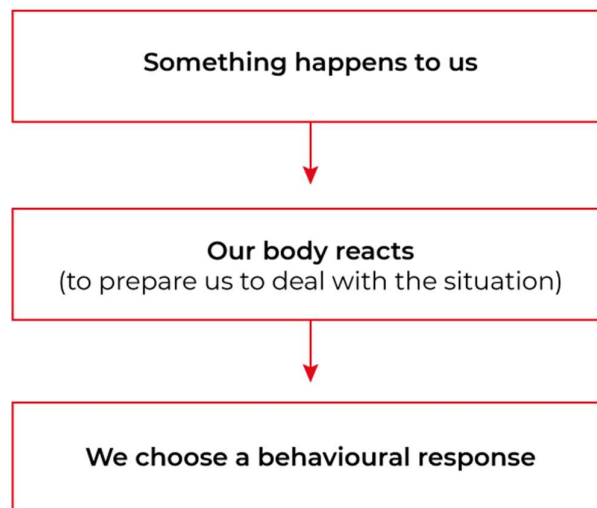 Something happens to us
Our body reacts
(to prepare us to deal with the situation)
We choose a behavioural response